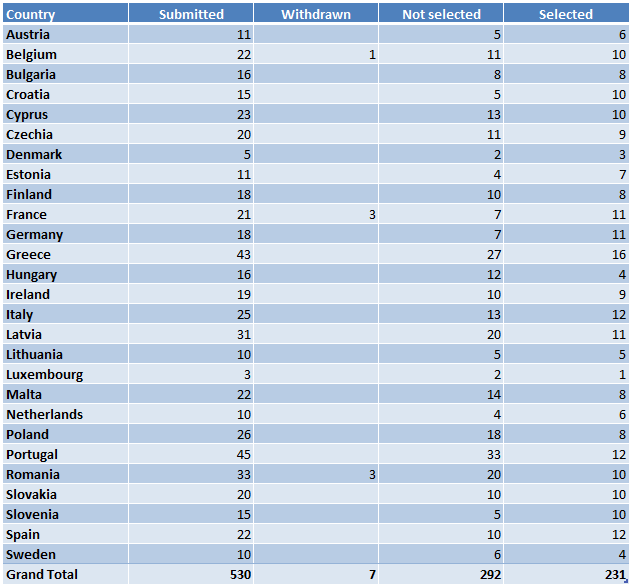 Country Submitted Withdrawn Not selected Selected
Austria 11 5 6
Belgium 22 1 11 10
Bulgaria 16 8 8
Croatia 15 5 10
Cyprus 23 13 10
Czechia 20 11 9
Denmark 5 2 3
Estonia 11 4 7
Finland 18 10 8
France 21 3 7 11
Germany 18 7 11
Greece 43 27 16
Hungary 16 12 4
Ireland 19 10 9
Italy 25 13 12
Latvia 31 20 11
Lithuania 10 5 5
Luxembourg 3 2 1
Malta 22 14 8
Netherlands 10 4 6
Poland 26 18 8
Portugal 45 33 12
Romania 33 3 20 10
Slovakia 20 10 10
Slovenia 15 5 10
Spain 22 10 12
Sweden 10 6 4
Grand Total 530 7 292 231